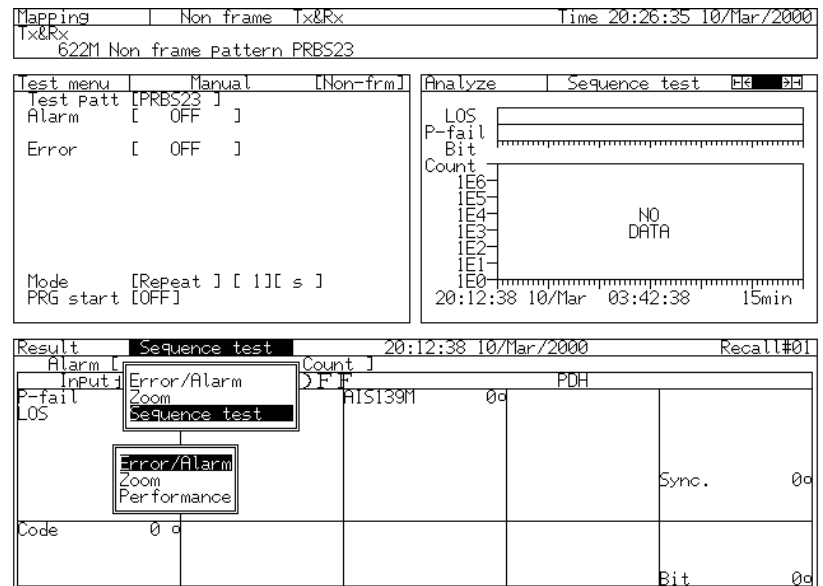 Mapping Non frame Tx&Rx Time 20:26:35 10/Mar/2000
Tx&Rx
622M Non frame pattern PRBS23
Test menu Manual [Non-frm]
Test patt [PRBS23 ]
Alarm [ OFF ]
Error [ OFF ]
Mode [Repeat ] [ 1][ s ]
PRG start [OFF]
Analyze Sequence test
LOS
P-fail
Bit
Count
1E6
1E5
1E4
1E3
1E2
1E1
1E0
NO
DATA
20:12:38 10/Mar 03:42:38 15min
Result Sequence test 20:12:38 10/Mar/2000 Recall#01
Alarm [ Count ]
Input PDH
Error/Alarm
Zoom
Sequence test
P-fail AIS139M 0
LOS
Error/Alarm
Zoom
Performance
Sync. 0
Code 0
Bit 0